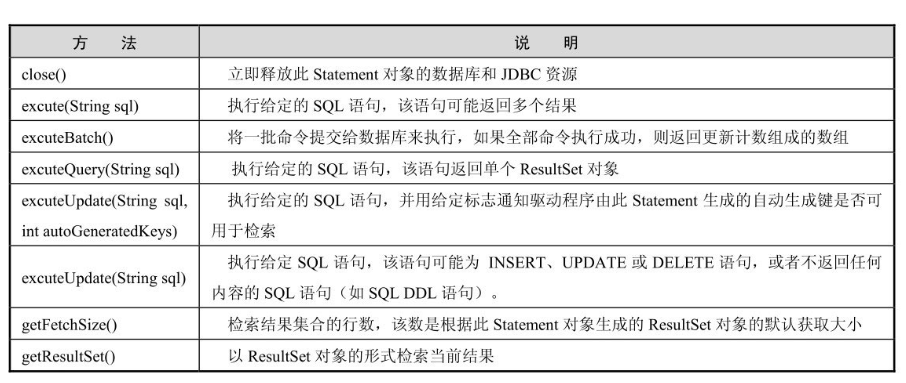 方 法 说 明
close() 立即释放此 Statement 对象的数据库和 JDBC 资源
excute(String sql) 执行给定的 SQL 语句，该语句可能返回多个结果
excuteBatch() 将一批命令提交给数据库来执行，如果全部命令执行成功，则返回更新计数组成的数组
excuteQuery(String sql) 执行给定的 SQL 语句，该语句返回单个 ResultSet 对象
excuteUpdate(String sql, 执行给定的 SQL 语句，并用给定标志通知驱动程序由此 Statement 生成的自动生成键是否可
int autoGeneratedKeys) 用于检索
excuteUpdate(String sql) 执行给定 SQL 语句，该语句可能为 INSERT、UPDATE 或 DELETE 语句，或者不返回任何
内容的 SQL 语句（如 SQL DDL 语句）。
getFetchSize() 检索结果集合的行数，该数是根据此 Statement 对象生成的 ResultSet 对象的默认获取大小
getResultSet() 以 ResultSet 对象的形式检索当前结果